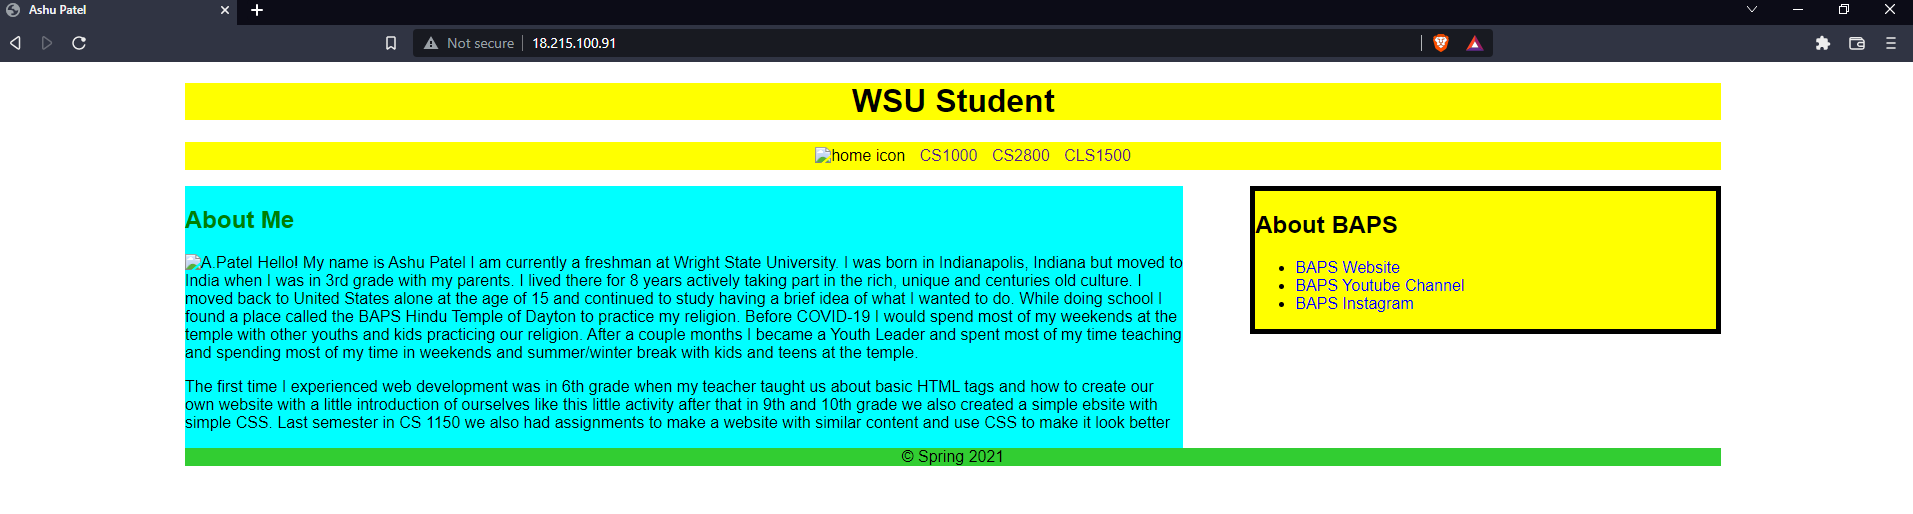 Ashu Patel
Not secure 18.215.100.91
WSU Student
home icon CS1000 CS2800 CLS1500
About Me
A.Patel Hello! My name is Ashu Patel I am currently a freshman at Wright State University. I was born in Indianapolis, Indiana but moved to
India when I was in 3rd grade with my parents. I lived there for 8 years actively taking part in the rich, unique and centuries old culture. I
moved back to United States alone at the age of 15 and continued to study having a brief idea of what I wanted to do. While doing school I
found a place called the BAPS Hindu Temple of Dayton to practice my religion. Before COVID-19 I would spend most of my weekends at the
temple with other youths and kids practicing our religion. After a couple months I became a Youth Leader and spent most of my time teaching
and spending most of my time in weekends and summer/winter break with kids and teens at the temple.
The first time I experienced web development was in 6th grade when my teacher taught us about basic HTML tags and how to create our
own website with a little introduction of ourselves like this little activity after that in 9th and 10th grade we also created a simple ebsite with
simple CSS. Last semester in CS 1150 we also had assignments to make a website with similar content and use CSS to make it look better
About BAPS
BAPS Website
BAPS Youtube Channel
BAPS Instagram
© Spring 2021